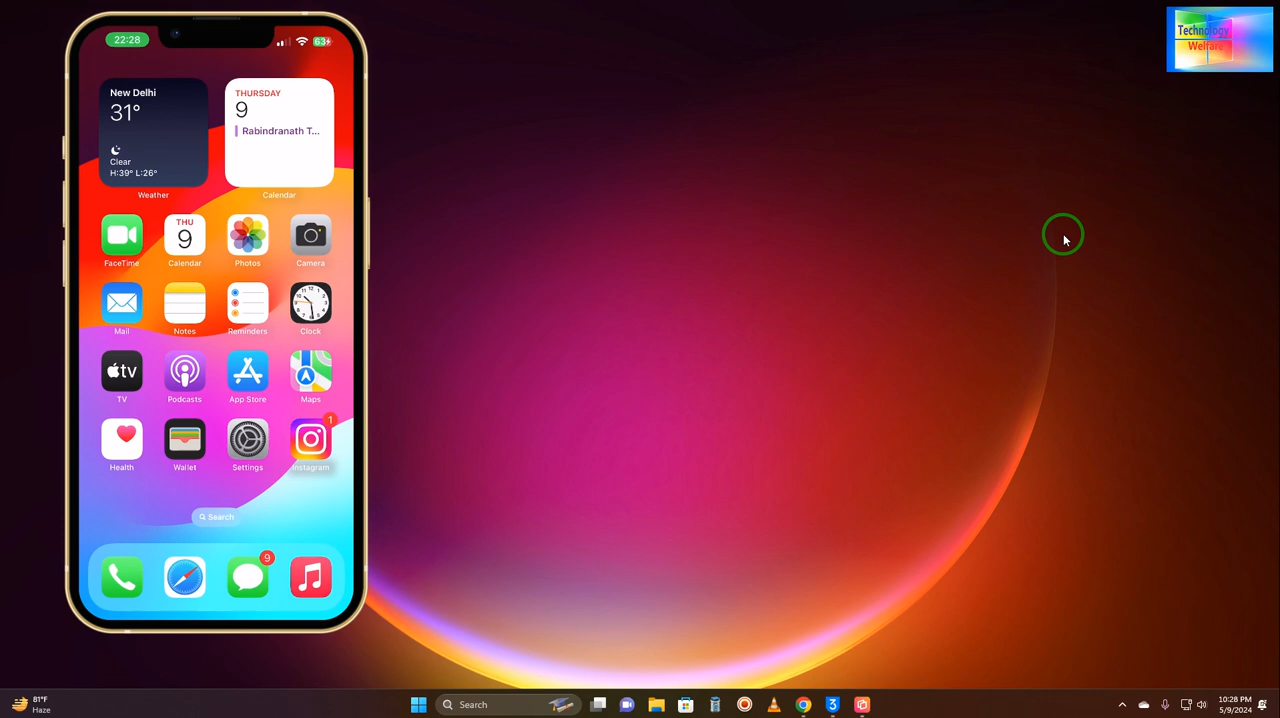 22:28
63
New Delhi
31°
Clear
H:39° L:26°
Weather
THURSDAY
9
Rabindranath T...
Calendar
FaceTime
THU
9
Calendar
Photos
Camera
Mail
Notes
Reminders
Clock
tv
TV
Podcasts
App Store
Maps
Health
Wallet
Settings
1
Instagram
Search
9
Technology
Welfare
81°F
Haze
Search
3
10:28 PM
5/9/2024